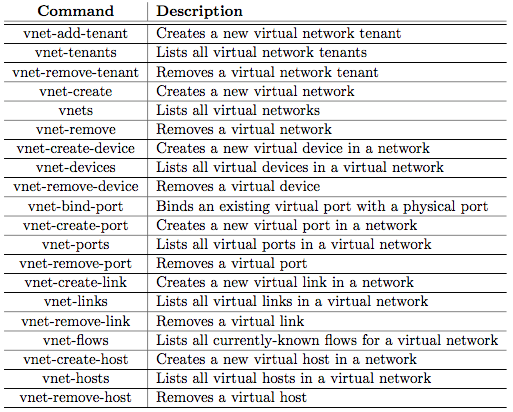 Command Description
vnet-add-tenant Creates a new virtual network tenant
vnet-tenants Lists all virtual network tenants
vnet-remove-tenant Removes a virtual network tenant
vnet-create Creates a new virtual network
vnets Lists all virtual networks
vnet-remove Removes a virtual network
vnet-create-device Creates a new virtual device in a network
vnet-devices Lists all virtual devices in a virtual network
vnet-remove-device Removes a virtual device
vnet-bind-port Binds an existing virtual port with a physical port
vnet-create-port Creates a new virtual port in a network
vnet-ports Lists all virtual ports in a virtual network
vnet-remove-port Removes a virtual port
vnet-create-link Creates a new virtual link in a network
vnet-links Lists all virtual links in a virtual network
vnet-remove-link Removes a virtual link
vnet-flows Lists all currently-known flows for a virtual network
vnet-create-host Creates a new virtual host in a network
vnet-hosts Lists all virtual hosts in a virtual network
vnet-remove-host Removes a virtual host